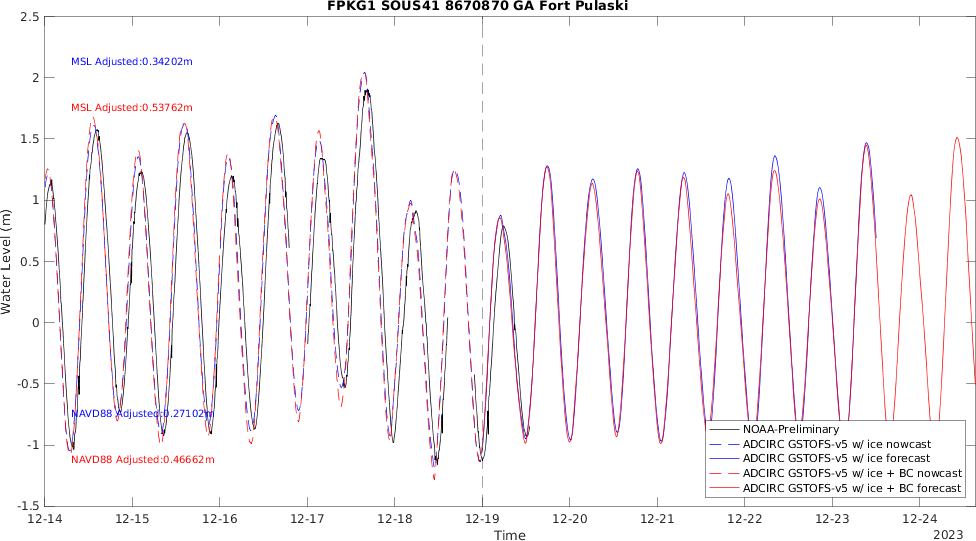 FPKG1 SOUS41 8670870 GA Fort Pulaski
2.5
2
1.5
1
0.5
0
-0.5
-1
-1.5
Water Level (m)
MSL Adjusted:0.34202m
MSL Adjusted:0.53762m
NAVD88 Adjusted:0.27102m
NAVD88 Adjusted:0.46662m
NOAA-Preliminary
ADCIRC GSTOFS-v5 w/ ice nowcast
ADCIRC GSTOFS-v5 w/ ice forecast
ADCIRC GSTOFS-v5 w/ ice + BC nowcast
ADCIRC GSTOFS-v5 w/ ice + BC forecast
12-14 12-15 12-16 12-17 12-18 12-19 12-20 12-21 12-22 12-23 12-24
Time
2023